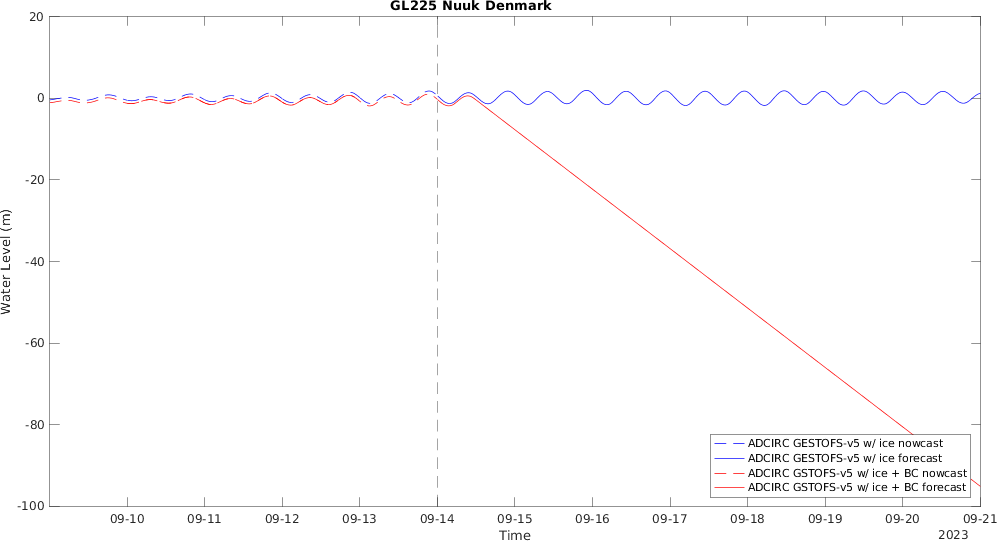 GL225 Nuuk Denmark
20
0
-20
-40
-60
-80
-100
Water Level (m)
ADCIRC GESTOFS-v5 w/ ice nowcast
ADCIRC GESTOFS-v5 w/ ice forecast
ADCIRC GSTOFS-v5 w/ ice + BC nowcast
ADCIRC GSTOFS-v5 w/ ice + BC forecast
09-10 09-11 09-12 09-13 09-14 09-15 09-16 09-17 09-18 09-19 09-20 09-21
Time
2023